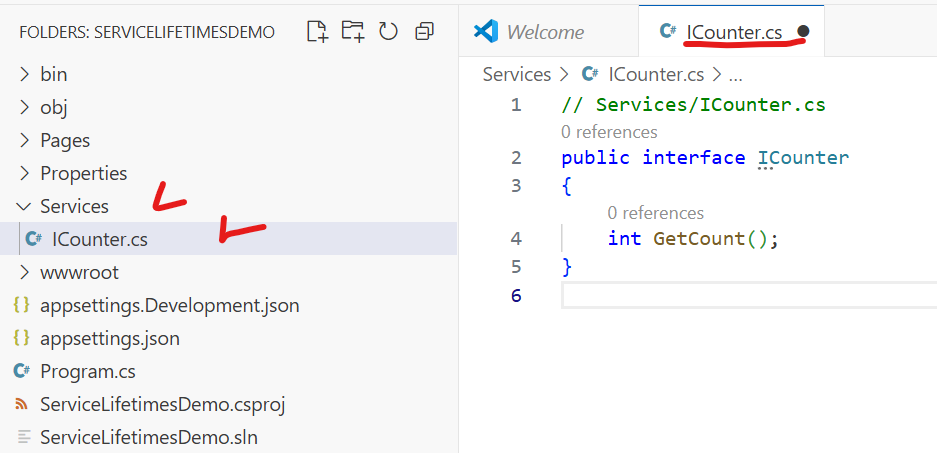 FOLDERS: SERVICELIFETIMESDEMO
bin
obj
Pages
Properties
Services
C# ICounter.cs
wwwroot
{} appsettings.Development.json
{} appsettings.json
C# Program.cs
ServiceLifetimesDemo.csproj
ServiceLifetimesDemo.sln
Welcome
C# ICounter.cs
Services > C# ICounter.cs > ...
1 // Services/ICounter.cs
0 references
2 public interface ICounter
3 {
0 references
4 int GetCount();
5 }
6